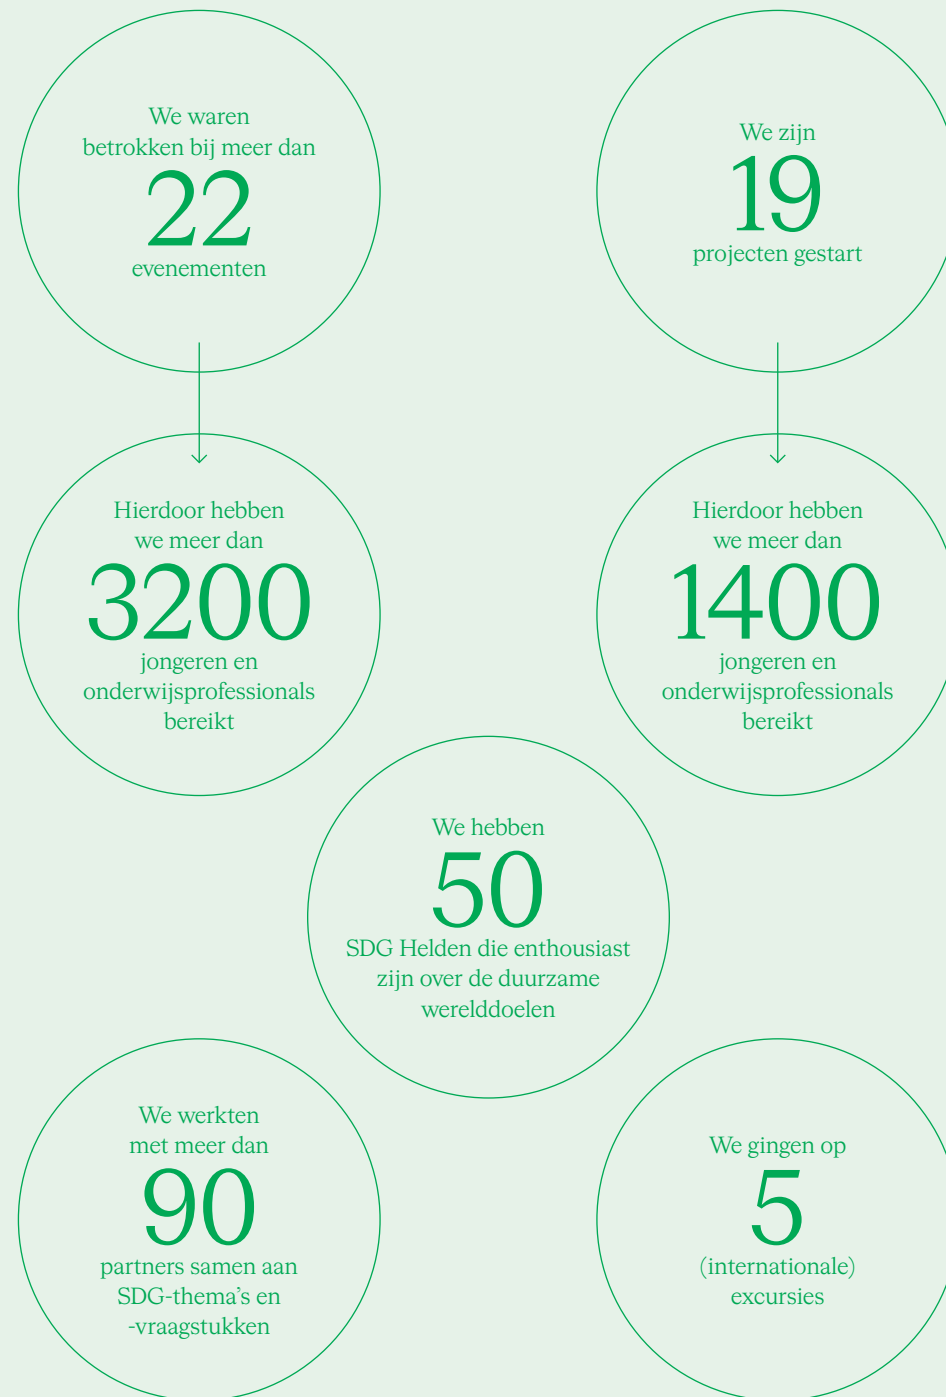 We waren
betrokken bij meer dan
22
evenementen
We zijn
19
projecten gestart
Hierdoor hebben
we meer dan
3200
jongeren en
onderwijsprofessionals
bereikt
Hierdoor hebben
we meer dan
1400
jongeren en
onderwijsprofessionals
bereikt
We hebben
50
SDG Helden die enthousiast
zijn over de duurzame
werelddoelen
We werkten
met meer dan
90
partners samen aan
SDG-thema’s en
-vraagstukken
We gingen op
5
(internationale)
excursies